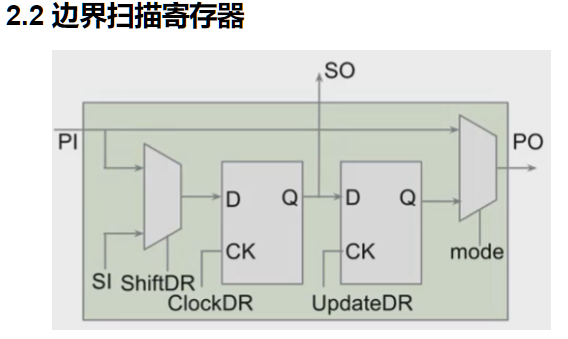 2.2 边界扫描寄存器
SO
PI
PO
D
Q
D
Q
CK
CK
mode
SI
ShiftDR
ClockDR
UpdateDR